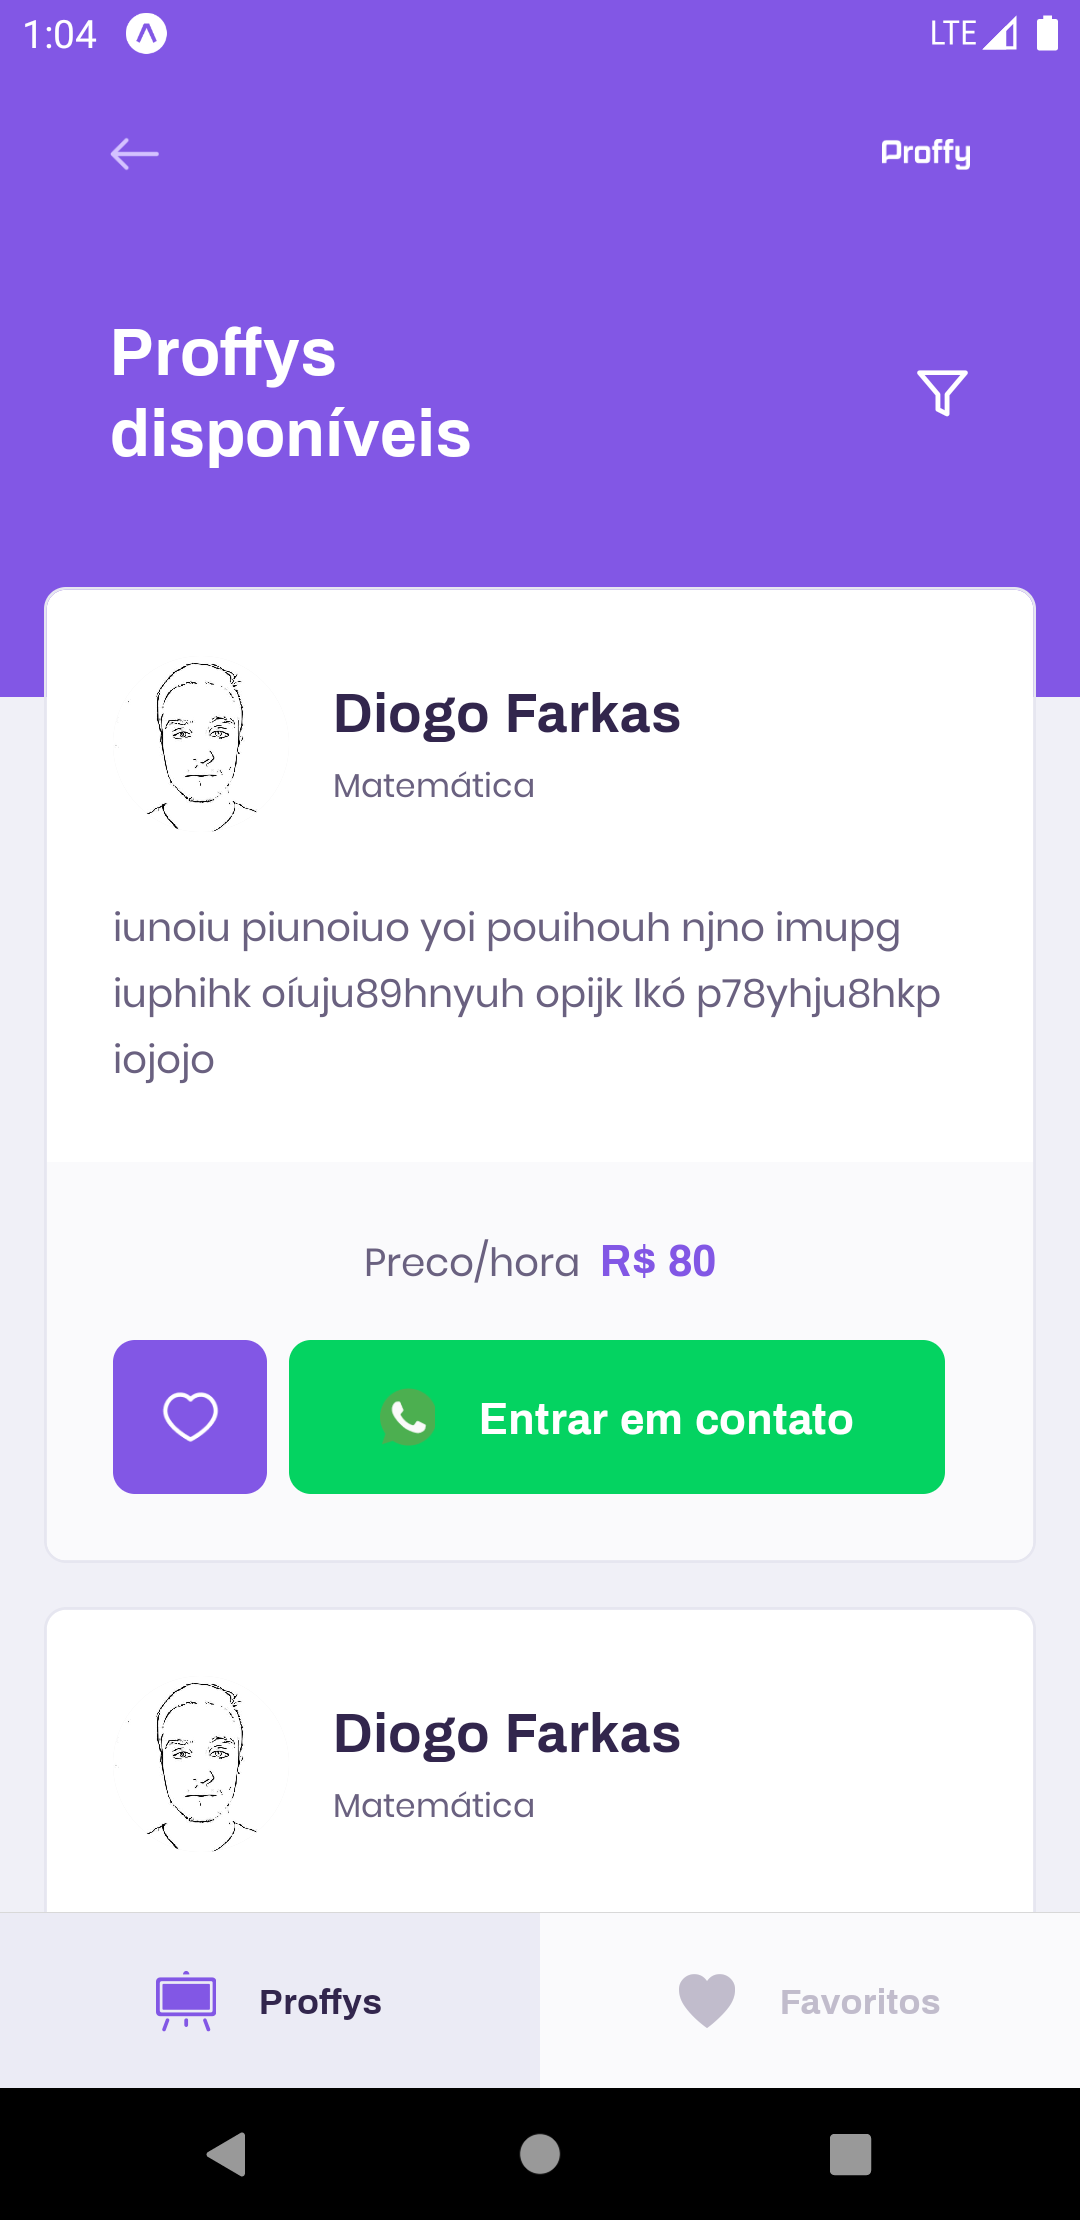 1:04
LTE
Proffy
Proffys
disponíveis
Diogo Farkas
Matemática
iunoiu piunoiuo yoi pouihouh njno imupg
iuphihk oíuju89hnyuh opijk lkó p78yhju8hkp
iojojo
Preco/hora R$ 80
Entrar em contato
Diogo Farkas
Matemática
Proffys
Favoritos